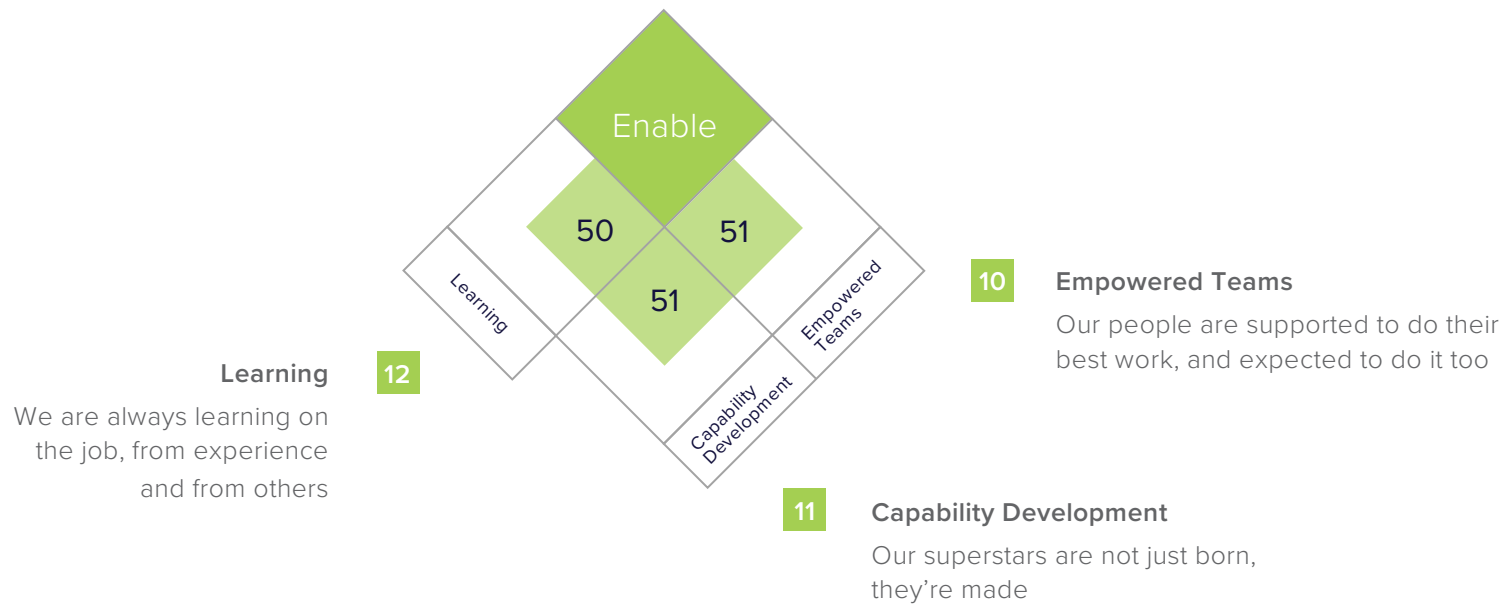 Enable
50
51
51
Learning
Empowered
Teams
Capability
Development
10
Empowered Teams
Our people are supported to do their
best work, and expected to do it too
12
Learning
We are always learning on
the job, from experience
and from others
11
Capability Development
Our superstars are not just born,
they’re made